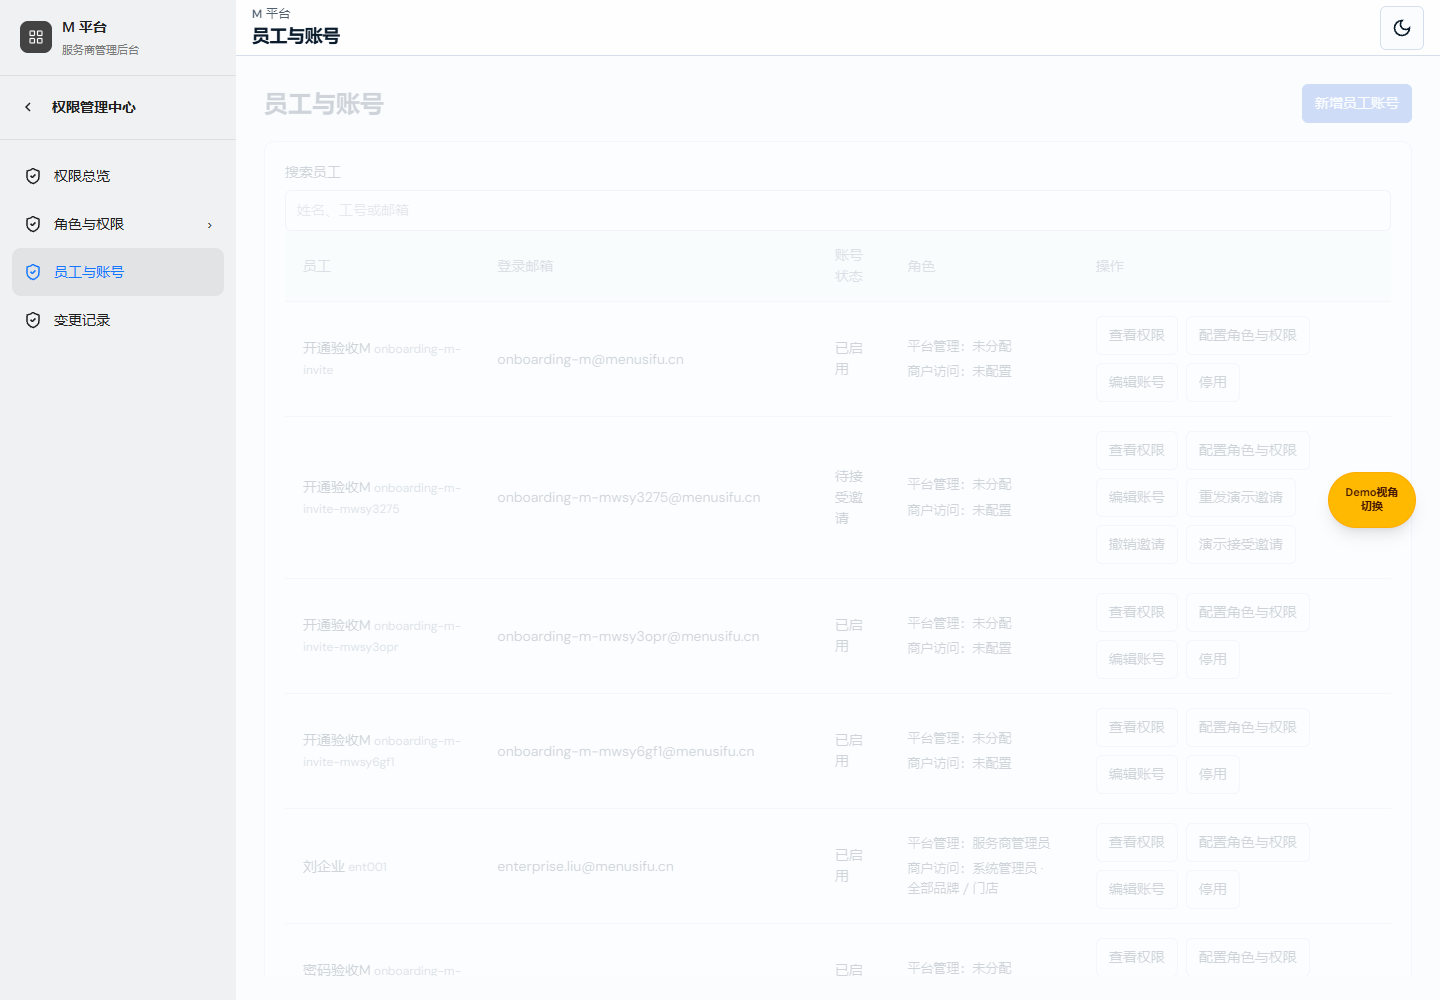 M 平台
服务商管理后台
权限管理中心
权限总览
角色与权限
员工与账号
变更记录
M 平台
员工与账号
员工与账号
新增员工账号
搜索员工
姓名、工号或邮箱
员工
登录邮箱
账号
状态
角色
操作
开通验收M onboarding-m-
invite
onboarding-m@menusifu.cn
已启
用
平台管理：未分配
商户访问：未配置
查看权限
配置角色与权限
编辑账号
停用
开通验收M onboarding-m-
invite-mwsy3275
onboarding-m-mwsy3275@menusifu.cn
待接
受邀
请
平台管理：未分配
商户访问：未配置
查看权限
配置角色与权限
编辑账号
重发演示邀请
撤销邀请
演示接受邀请
Demo视角
切换
开通验收M onboarding-m-
invite-mwsy3opr
onboarding-m-mwsy3opr@menusifu.cn
已启
用
平台管理：未分配
商户访问：未配置
查看权限
配置角色与权限
编辑账号
停用
开通验收M onboarding-m-
invite-mwsy6gf1
onboarding-m-mwsy6gf1@menusifu.cn
已启
用
平台管理：未分配
商户访问：未配置
查看权限
配置角色与权限
编辑账号
停用
刘企业 ent001
enterprise.liu@menusifu.cn
已启
用
平台管理：服务商管理员
商户访问：系统管理员 ·
全部品牌 / 门店
查看权限
配置角色与权限
编辑账号
停用
密码验收M onboarding-m-
已启
平台管理：未分配
查看权限
配置角色与权限